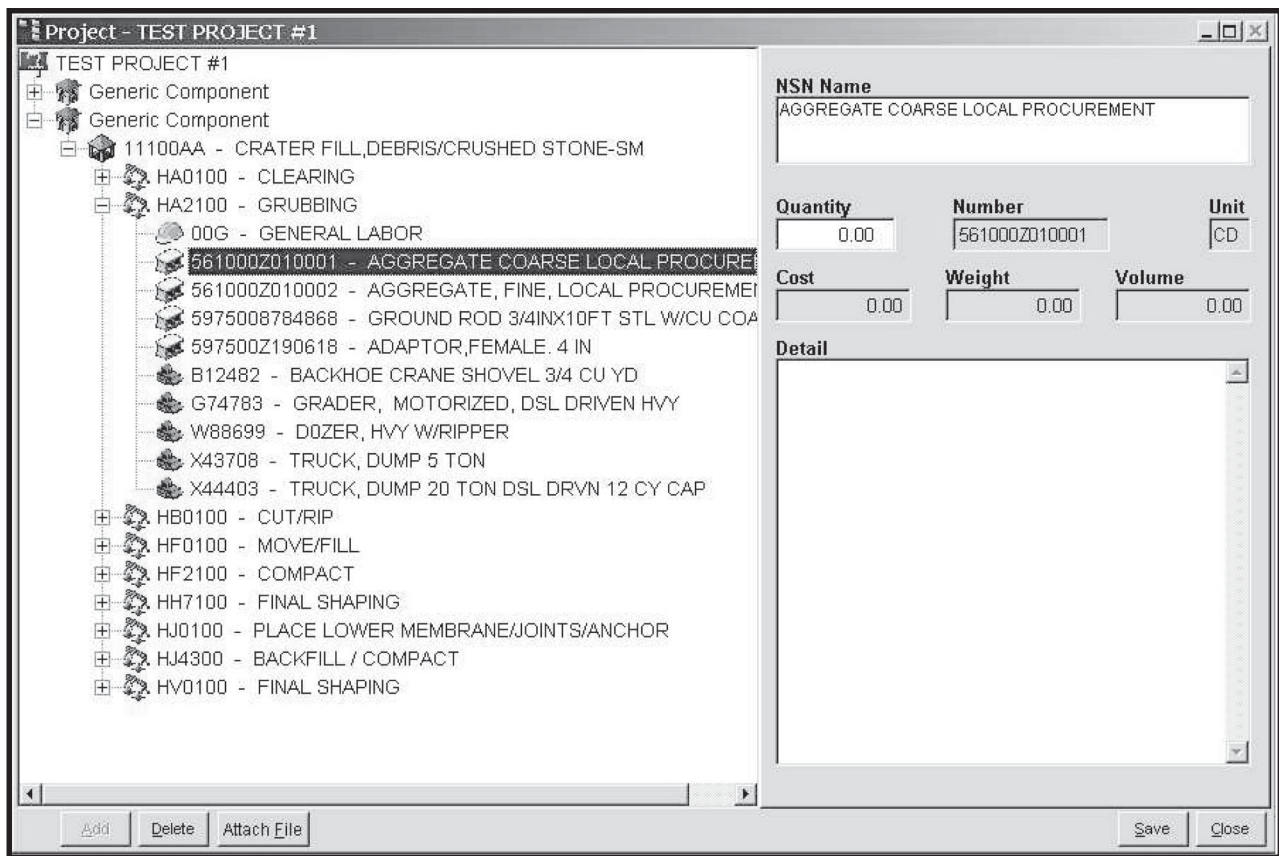 Project - TEST PROJECT #1
TEST PROJECT #1
Generic Component
Generic Component
11100AA - CRATER FILL,DEBRIS/CRUSHED STONE-SM
HA0100 - CLEARING
HA2100 - GRUBBING
00G - GENERAL LABOR
561000Z010001 - AGGREGATE COARSE LOCAL PROCUREI
561000Z010002 - AGGREGATE, FINE, LOCAL PROCUREMEI
5975008784868 - GROUND ROD 3/4INX10FT STL W/CU COA
597500Z190618 - ADAPTOR,FEMALE. 4 IN
B12482 - BACKHOE CRANE SHOVEL 3/4 CU YD
G74783 - GRADER, MOTORIZED, DSL DRIVEN HVY
W88699 - D0ZER, HVY W/RIPPER
X43708 - TRUCK, DUMP 5 TON
X44403 - TRUCK, DUMP 20 TON DSL DRVN 12 CY CAP
HB0100 - CUT/RIP
HF0100 - MOVE/FILL
HF2100 - COMPACT
HH7100 - FINAL SHAPING
HJ0100 - PLACE LOWER MEMBRANE/JOINTS/ANCHOR
HJ4300 - BACKFILL / COMPACT
HV0100 - FINAL SHAPING
NSN Name
AGGREGATE COARSE LOCAL PROCUREMENT
Quantity Number Unit
0.00 561000Z010001 CD
Cost Weight Volume
0.00 0.00 0.00
Detail
Add Delete Attach File Save Close